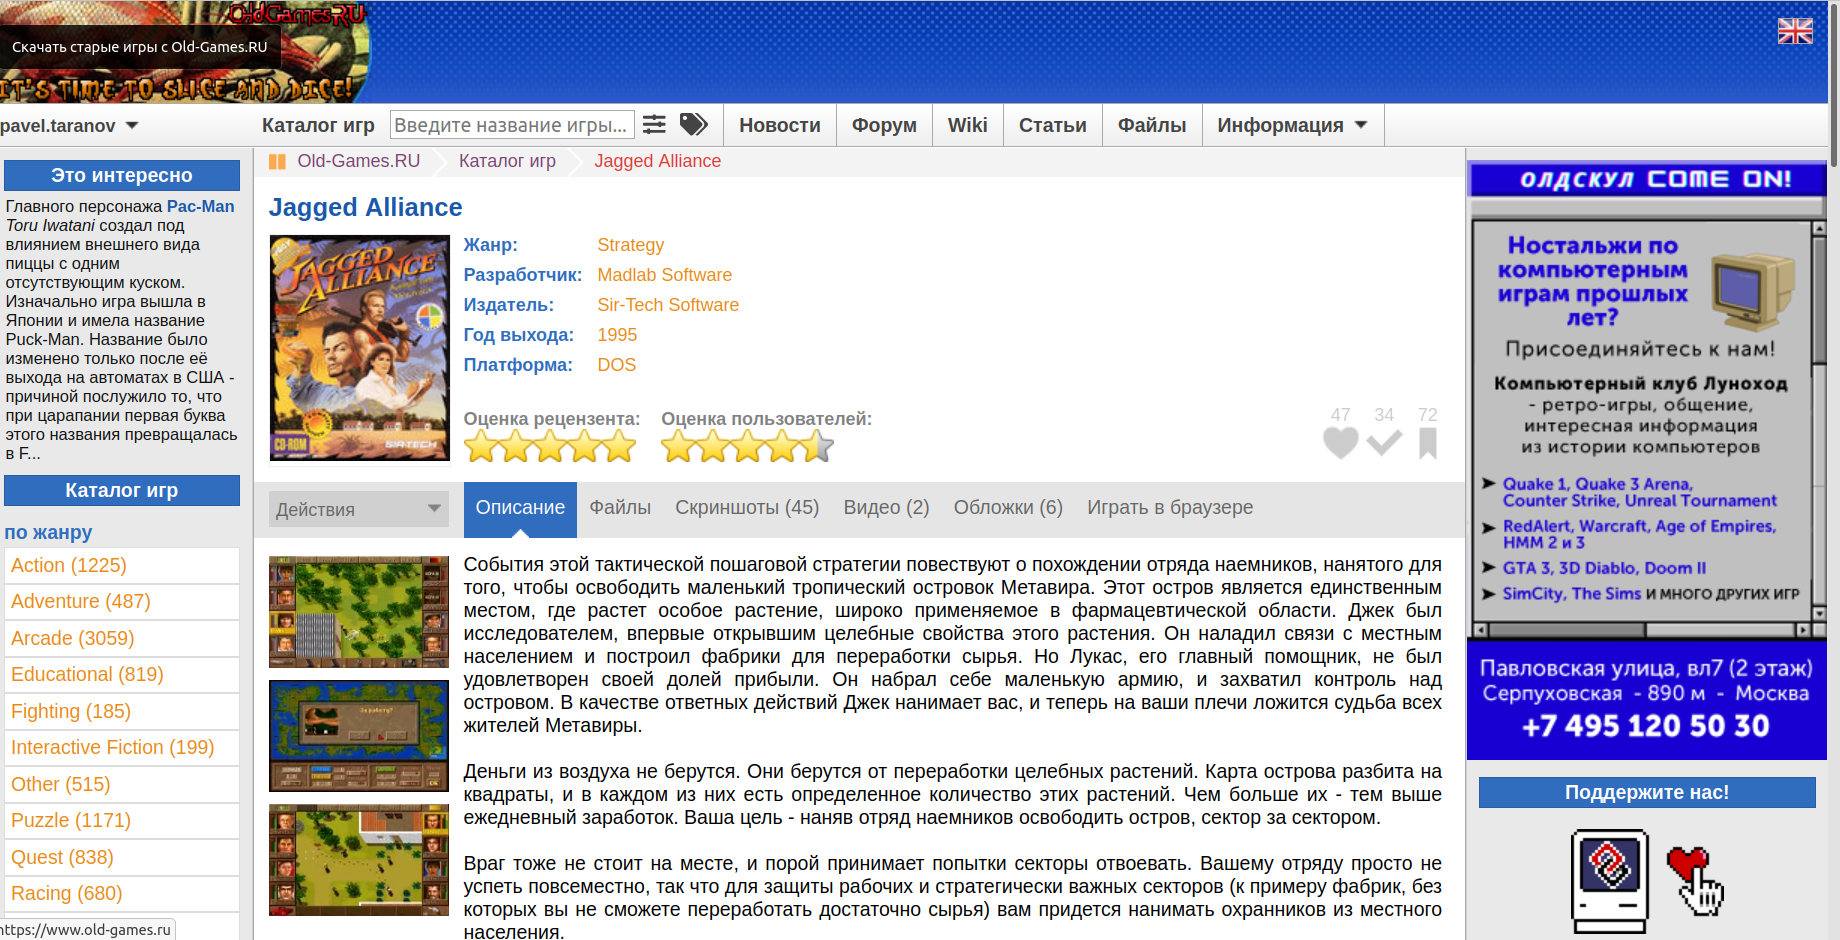 OldGamesRU
Скачать старые игры с Old-Games.RU
IT'S TIME TO SLICE AND DICE!
pavel.taranov
Каталог игр
Введите название игры...
Новости
Форум
Wiki
Статьи
Файлы
Информация
Это интересно
Главного персонажа Pac-Man
Toru Iwatani создал под
влиянием внешнего вида
пиццы с одним
отсутствующим куском.
Изначально игра вышла в
Японии и имела название
Puck-Man. Название было
изменено только после её
выхода на автоматах в США -
причиной послужило то, что
при царапании первая буква
этого названия превращалась
в F...
Каталог игр
по жанру
Action (1225)
Adventure (487)
Arcade (3059)
Educational (819)
Fighting (185)
Interactive Fiction (199)
Other (515)
Puzzle (1171)
Quest (838)
Racing (680)
https://www.old-games.ru
Old-Games.RU
Каталог игр
Jagged Alliance
Jagged Alliance
JAGGED
ALLIANCE
CD-ROM
SIR-TECH
Жанр: Strategy
Разработчик: Madlab Software
Издатель: Sir-Tech Software
Год выхода: 1995
Платформа: DOS
Оценка рецензента: Оценка пользователей:
47 34 72
Действия
Описание
Файлы
Скриншоты (45)
Видео (2)
Обложки (6)
Играть в браузере
События этой тактической пошаговой стратегии повествуют о похождении отряда наемников, нанятого для
того, чтобы освободить маленький тропический островок Метавира. Этот остров является единственным
местом, где растет особое растение, широко применяемое в фармацевтической области. Джек был
исследователем, впервые открывшим целебные свойства этого растения. Он наладил связи с местным
населением и построил фабрики для переработки сырья. Но Лукас, его главный помощник, не был
удовлетворен своей долей прибыли. Он набрал себе маленькую армию, и захватил контроль над
островом. В качестве ответных действий Джек нанимает вас, и теперь на ваши плечи ложится судьба всех
жителей Метавиры.
Деньги из воздуха не берутся. Они берутся от переработки целебных растений. Карта острова разбита на
квадраты, и в каждом из них есть определенное количество этих растений. Чем больше их - тем выше
ежедневный заработок. Ваша цель - наняв отряд наемников освободить остров, сектор за сектором.
Враг тоже не стоит на месте, и порой принимает попытки секторы отвоевать. Вашему отряду просто не
успеть повсеместно, так что для защиты рабочих и стратегически важных секторов (к примеру фабрик, без
которых вы не сможете переработать достаточно сырья) вам придется нанимать охранников из местного
населения.
ОЛДСКУЛ COME ON!
Ностальжи по
компьютерным
играм прошлых
лет?
Присоединяйтесь к нам!
Компьютерный клуб Луноход
- ретро-игры, общение,
интересная информация
из истории компьютеров
Quake 1, Quake 3 Arena,
Counter Strike, Unreal Tournament
RedAlert, Warcraft, Age of Empires,
HMM 2 и 3
GTA 3, 3D Diablo, Doom II
SimCity, The Sims и много других игр
Павловская улица, вл7 (2 этаж)
Серпуховская - 890 м - Москва
+7 495 120 50 30
Поддержите нас!